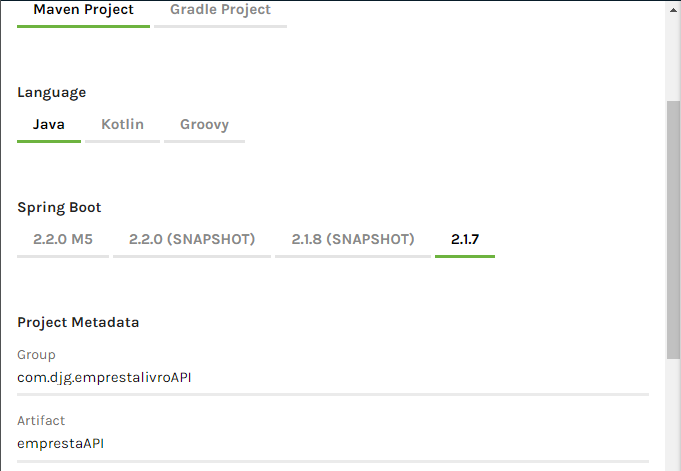 Maven Project Gradle Project
Language
Java Kotlin Groovy
Spring Boot
2.2.0 M5 2.2.0 (SNAPSHOT) 2.1.8 (SNAPSHOT) 2.1.7
Project Metadata
Group
com.djg.emprestalivroAPI
Artifact
emprestaAPI